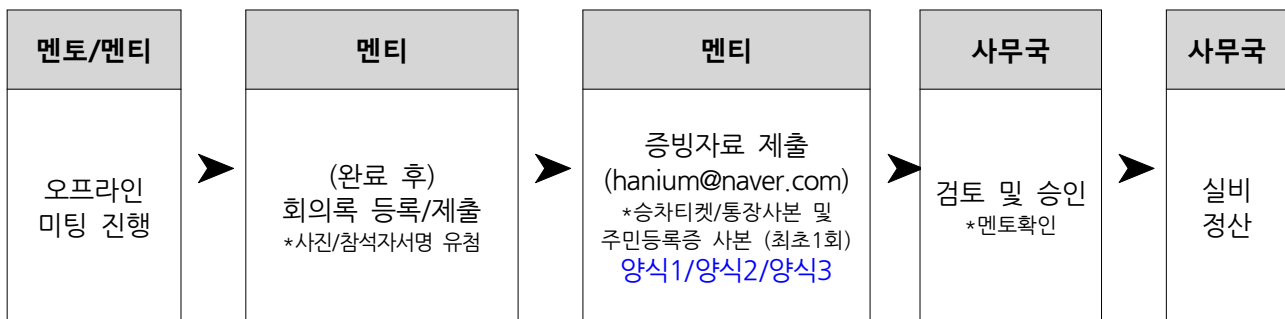 멘토/멘티
오프라인
미팅 진행
멘티
(완료 후)
회의록 등록/제출
*사진/참석자서명 유첨
멘티
증빙자료 제출
(hanium@naver.com)
*승차티켓/통장사본 및
주민등록증 사본 (최초1회)
양식1/양식2/양식3
사무국
검토 및 승인
*멘토확인
사무국
실비
정산